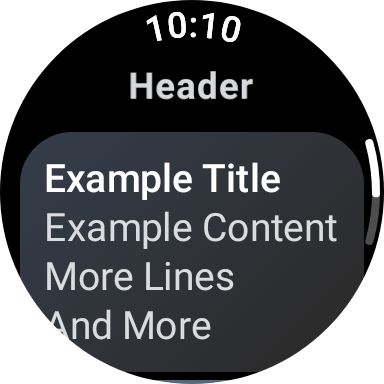 10:10
Header
Example Title
Example Content
More Lines
And More